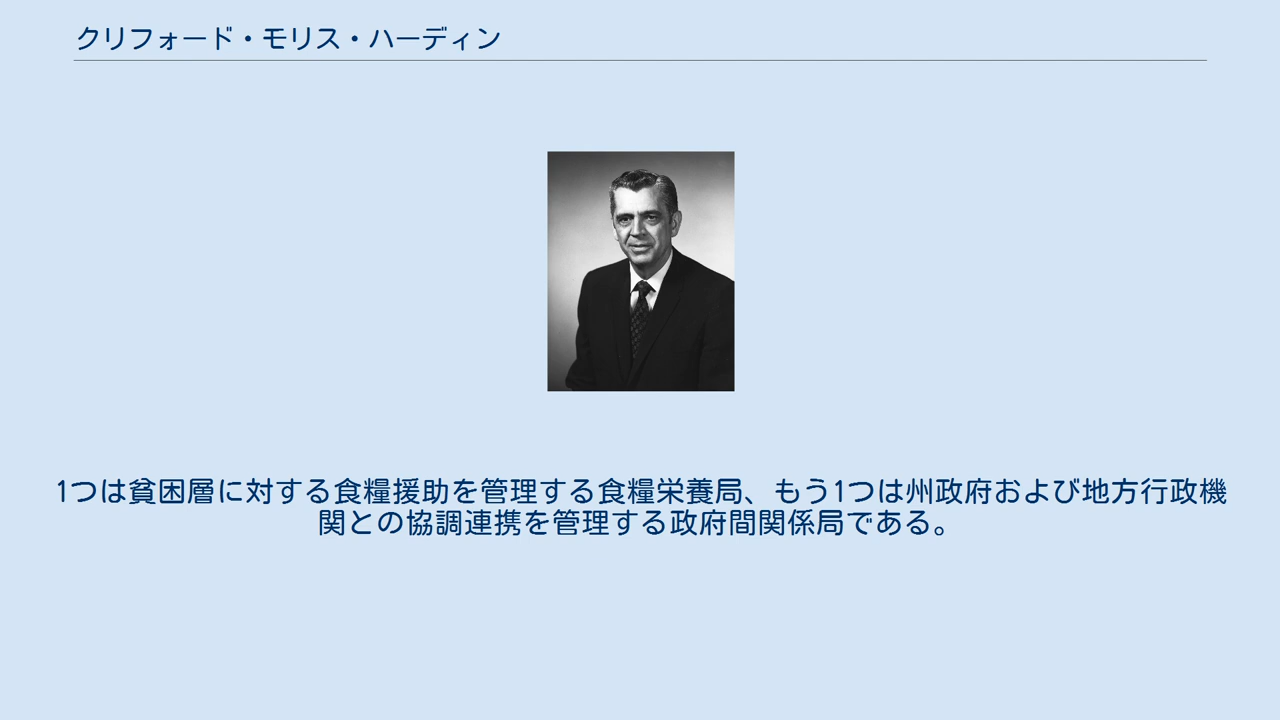 クリフォード・モリス・ハーディン
1つは貧困層に対する食糧援助を管理する食糧栄養局、もう1つは州政府および地方行政機
関との協調連携を管理する政府間関係局である。